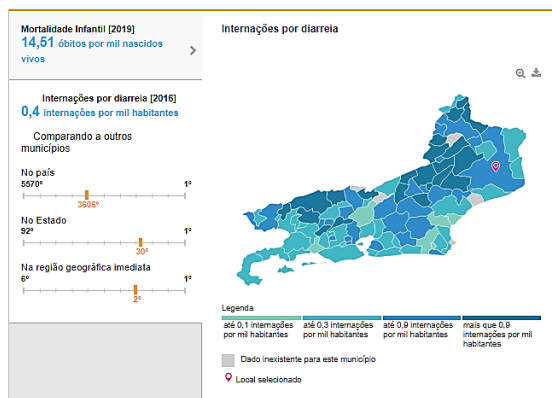 Mortalidade Infantil [2019]
14,51 óbitos por mil nascidos
vivos
Internações por diarreia [2016]
0,4 internações por mil habitantes
Comparando a outros
municípios
No país
5570º 1º
3606º
No Estado
92º 1º
30º
Na região geográfica imediata
6º 1º
2º
Internações por diarreia
Legenda
até 0,1 internações
por mil habitantes
até 0,3 internações
por mil habitantes
até 0,9 internações
por mil habitantes
mais que 0,9
internações por mil
habitantes
Dado inexistente para este município
Local selecionado